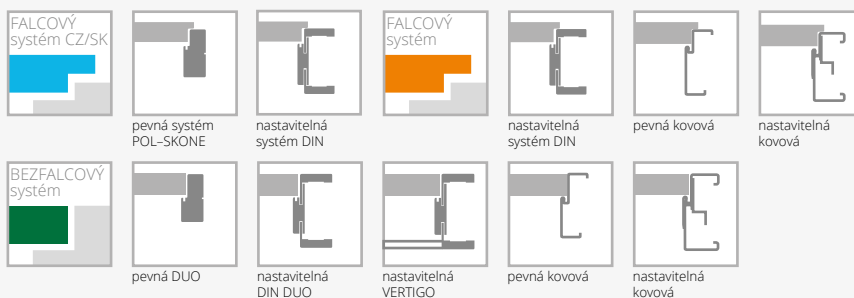 FALCOVÝ
systém CZ/SK
pevná systém
POL–SKONE
nastavitelná
systém DIN
FALCOVÝ
systém
nastavitelná
systém DIN
pevná kovová
nastavitelná
kovová
BEZFALCOVÝ
systém
pevná DUO
nastavitelná
DIN DUO
nastavitelná
VERTIGO
pevná kovová
nastavitelná
kovová